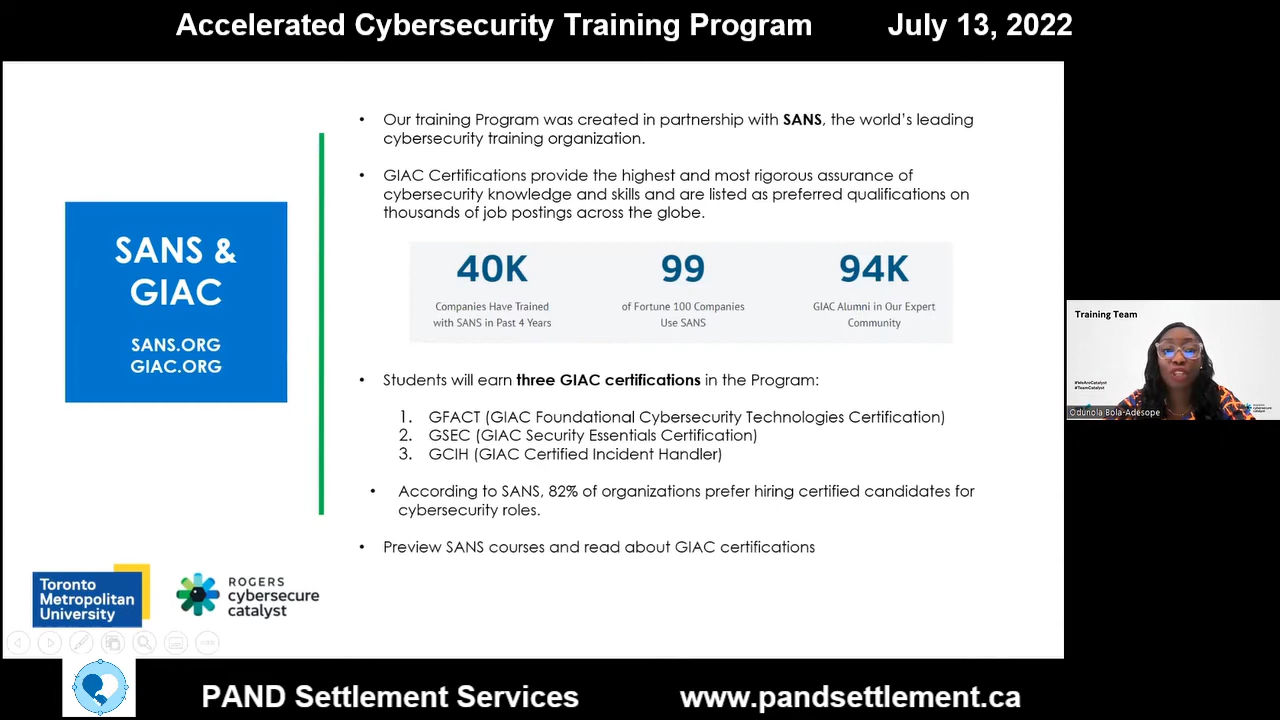 Accelerated Cybersecurity Training Program July 13, 2022
SANS &
GIAC
SANS.ORG
GIAC.ORG
• Our training Program was created in partnership with SANS, the world's leading
cybersecurity training organization.
• GIAC Certifications provide the highest and most rigorous assurance of
cybersecurity knowledge and skills and are listed as preferred qualifications on
thousands of job postings across the globe.
40K
Companies Have Trained
with SANS in Past 4 Years
99
of Fortune 100 Companies
Use SANS
94K
GIAC Alumni in Our Expert
Community
• Students will earn three GIAC certifications in the Program:
1. GFACT (GIAC Foundational Cybersecurity Technologies Certification)
2. GSEC (GIAC Security Essentials Certification)
3. GCIH (GIAC Certified Incident Handler)
• According to SANS, 82% of organizations prefer hiring certified candidates for
cybersecurity roles.
• Preview SANS courses and read about GIAC certifications
Toronto
Metropolitan
University
ROGERS
cybersecure
catalyst
Training Team
#WeAreCatalyst
#TeamCatalyst
Odunola Bola-Adesope
cybersecure
PAND Settlement Services www.pandsettlement.ca